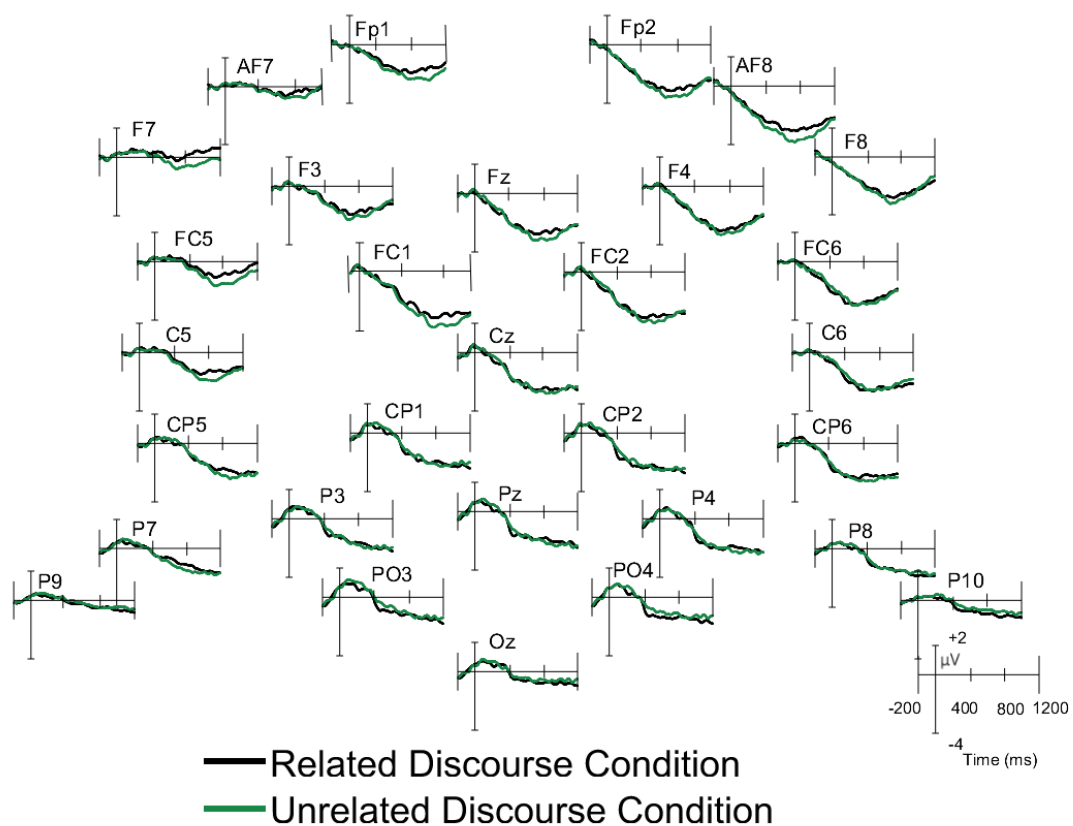 Fp1
Fp2
AF7
AF8
F7
F8
F3
Fz
F4
FC5
FC1
FC2
FC6
C5
Cz
C6
CP5
CP1
CP2
CP6
P3
Pz
P4
P7
P8
P9
PO3
PO4
P10
Oz
+2
µV
-200 400 800 1200
-4
Time (ms)
Related Discourse Condition
Unrelated Discourse Condition